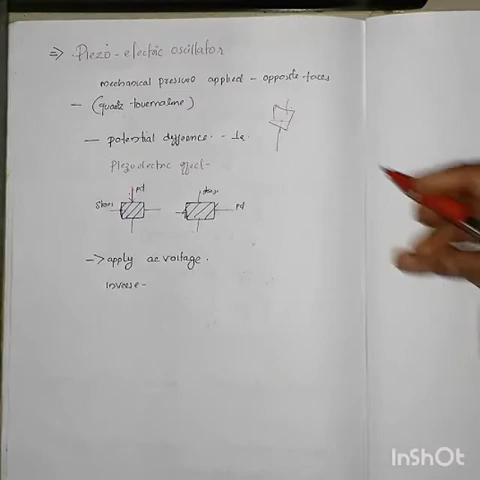 ⇒ Piezo-electric oscillator
mechanical pressure applied - opposite faces
- (quartz tourmaline)
- potential difference. - 1e.
Piezoelectric effect-
pd
stress pd
-> apply ac voltage.
inverse-
InShOt